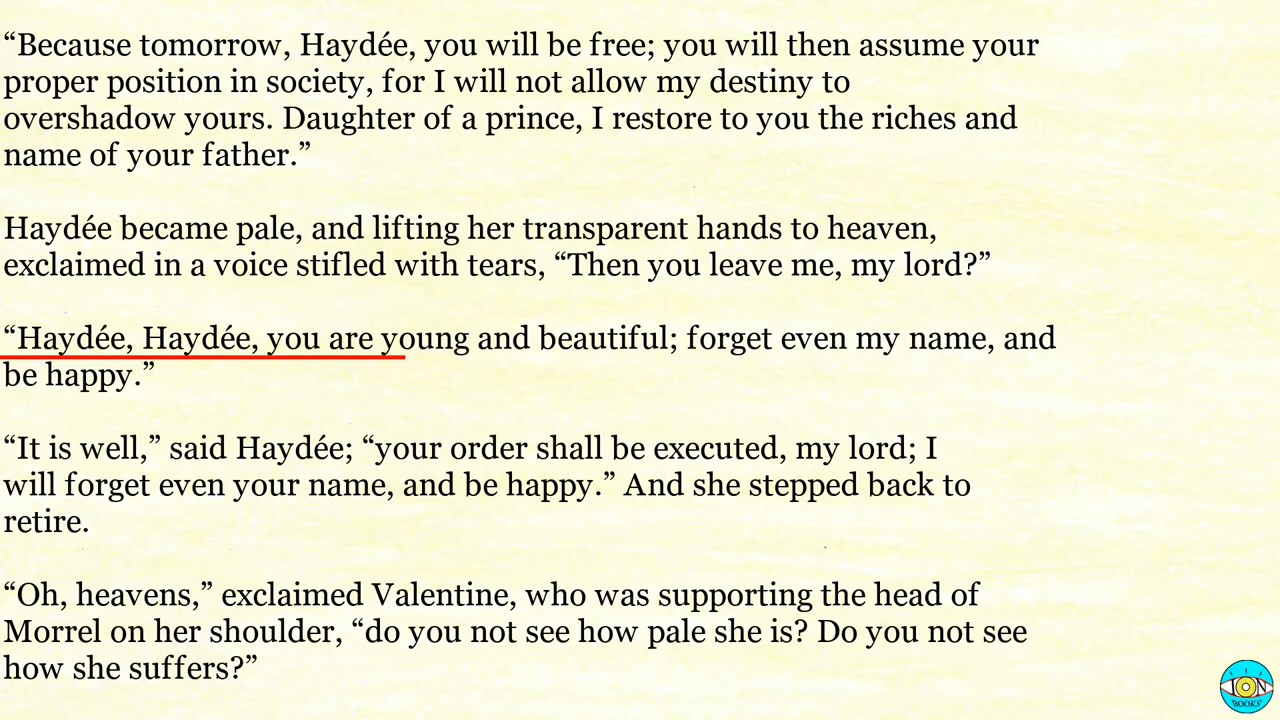 “Because tomorrow, Haydée, you will be free; you will then assume your
proper position in society, for I will not allow my destiny to
overshadow yours. Daughter of a prince, I restore to you the riches and
name of your father.”
Haydée became pale, and lifting her transparent hands to heaven,
exclaimed in a voice stifled with tears, “Then you leave me, my lord?”
“Haydée, Haydée, you are young and beautiful; forget even my name, and
be happy.”
“It is well,” said Haydée; “your order shall be executed, my lord; I
will forget even your name, and be happy.” And she stepped back to
retire.
“Oh, heavens,” exclaimed Valentine, who was supporting the head of
Morrel on her shoulder, “do you not see how pale she is? Do you not see
how she suffers?”
ION
BOOKS